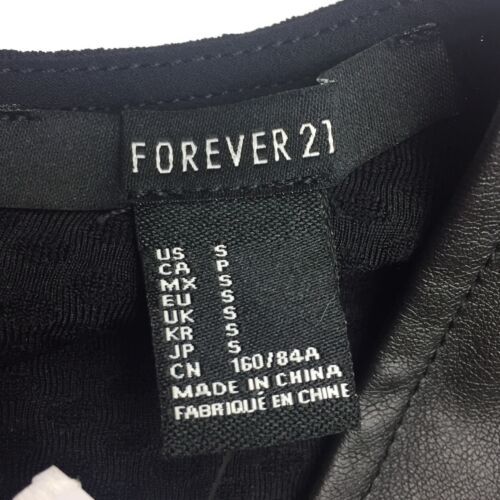 FOREVER 21
US S
CA P
MX S
EU S
UK S
KR S
JP S
CN 160/84A
MADE IN CHINA
FABRIQUÉ EN CHINE